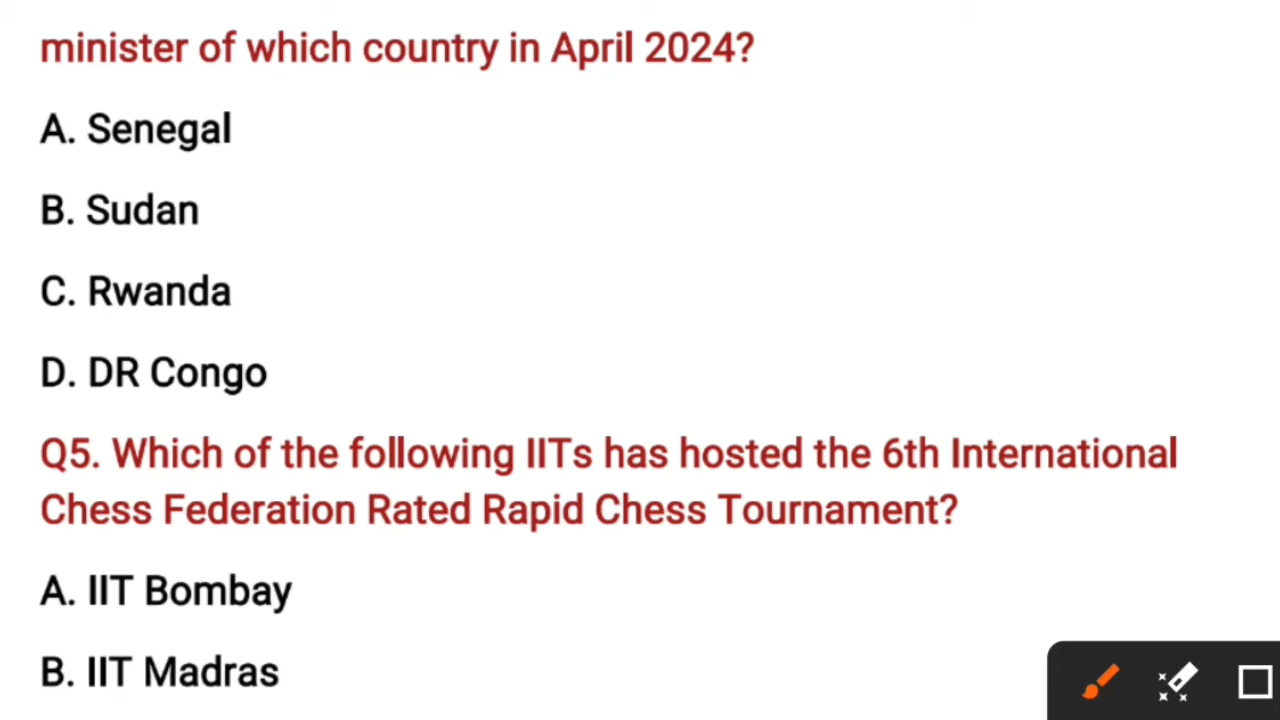 minister of which country in April 2024?
A. Senegal
B. Sudan
C. Rwanda
D. DR Congo
Q5. Which of the following IITs has hosted the 6th International
Chess Federation Rated Rapid Chess Tournament?
A. IIT Bombay
B. IIT Madras